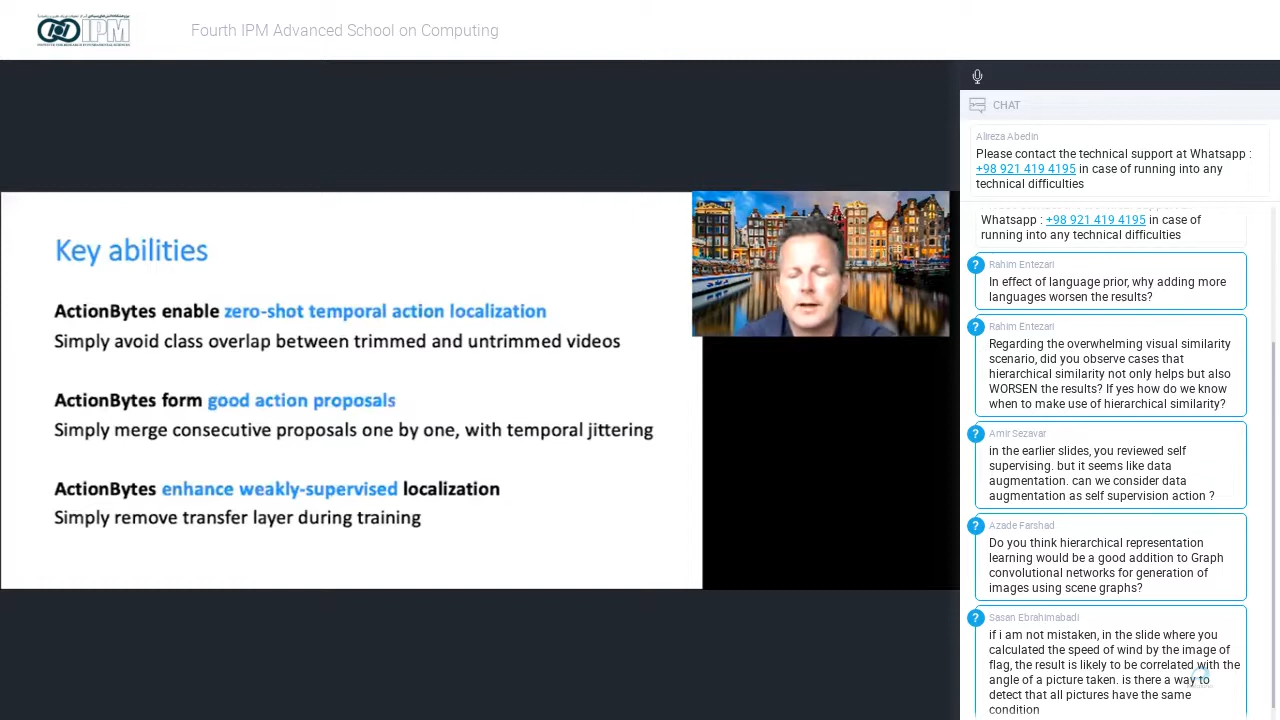 IPM
INSTITUTE FOR RESEARCH IN FUNDAMENTAL SCIENCES
Fourth IPM Advanced School on Computing
Key abilities
ActionBytes enable zero-shot temporal action localization
Simply avoid class overlap between trimmed and untrimmed videos
ActionBytes form good action proposals
Simply merge consecutive proposals one by one, with temporal jittering
ActionBytes enhance weakly-supervised localization
Simply remove transfer layer during training
CHAT
Alireza Abedin
Please contact the technical support at Whatsapp :
+98 921 419 4195 in case of running into any
technical difficulties
Whatsapp : +98 921 419 4195 in case of
running into any technical difficulties
?
Rahim Entezari
In effect of language prior, why adding more
languages worsen the results?
?
Rahim Entezari
Regarding the overwhelming visual similarity
scenario, did you observe cases that
hierarchical similarity not only helps but also
WORSEN the results? If yes how do we know
when to make use of hierarchical similarity?
?
Amir Sezavar
in the earlier slides, you reviewed self
supervising. but it seems like data
augmentation. can we consider data
augmentation as self supervision action ?
?
Azade Farshad
Do you think hierarchical representation
learning would be a good addition to Graph
convolutional networks for generation of
images using scene graphs?
?
Sasan Ebrahimabadi
if i am not mistaken, in the slide where you
calculated the speed of wind by the image of
flag, the result is likely to be correlated with the
angle of a picture taken. is there a way to
detect that all pictures have the same
condition